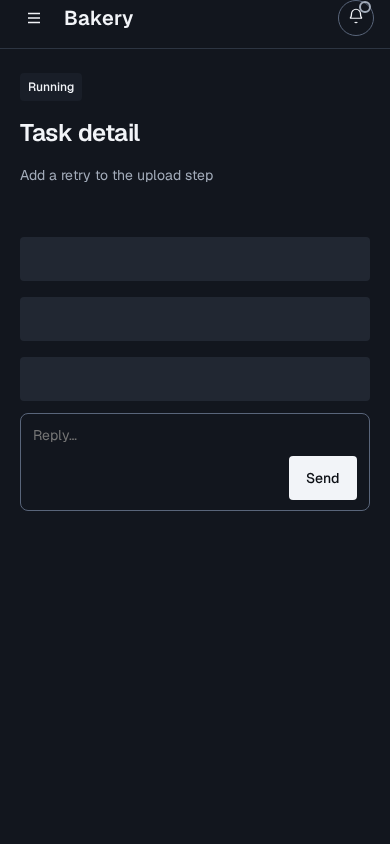 Bakery
Running
Task detail
Add a retry to the upload step
Reply...
Send